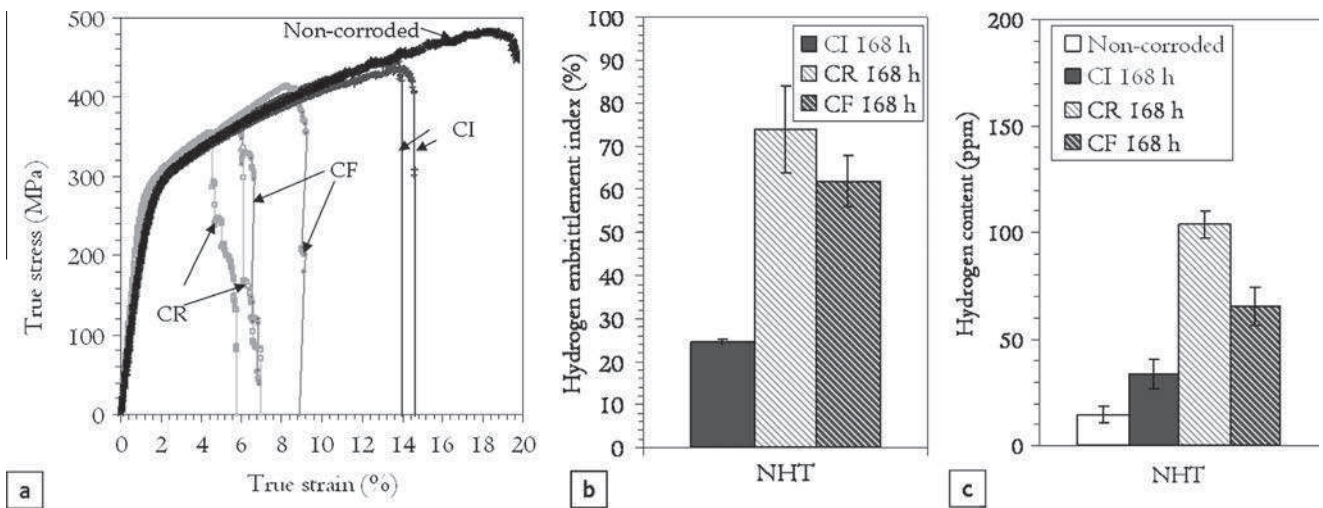 500
400
300
200
100
0
0 2 4 6 8 10 12 14 16 18 20
True stress (MPa)
True strain (%)
Non-corroded
CI
CF
CR
a
100
90
80
70
60
50
40
30
20
10
0
Hydrogen embrittlement index (%)
CI 168 h
CR 168 h
CF 168 h
NHT
b
200
150
100
50
0
Hydrogen content (ppm)
Non-corroded
CI 168 h
CR 168 h
CF 168 h
NHT
c